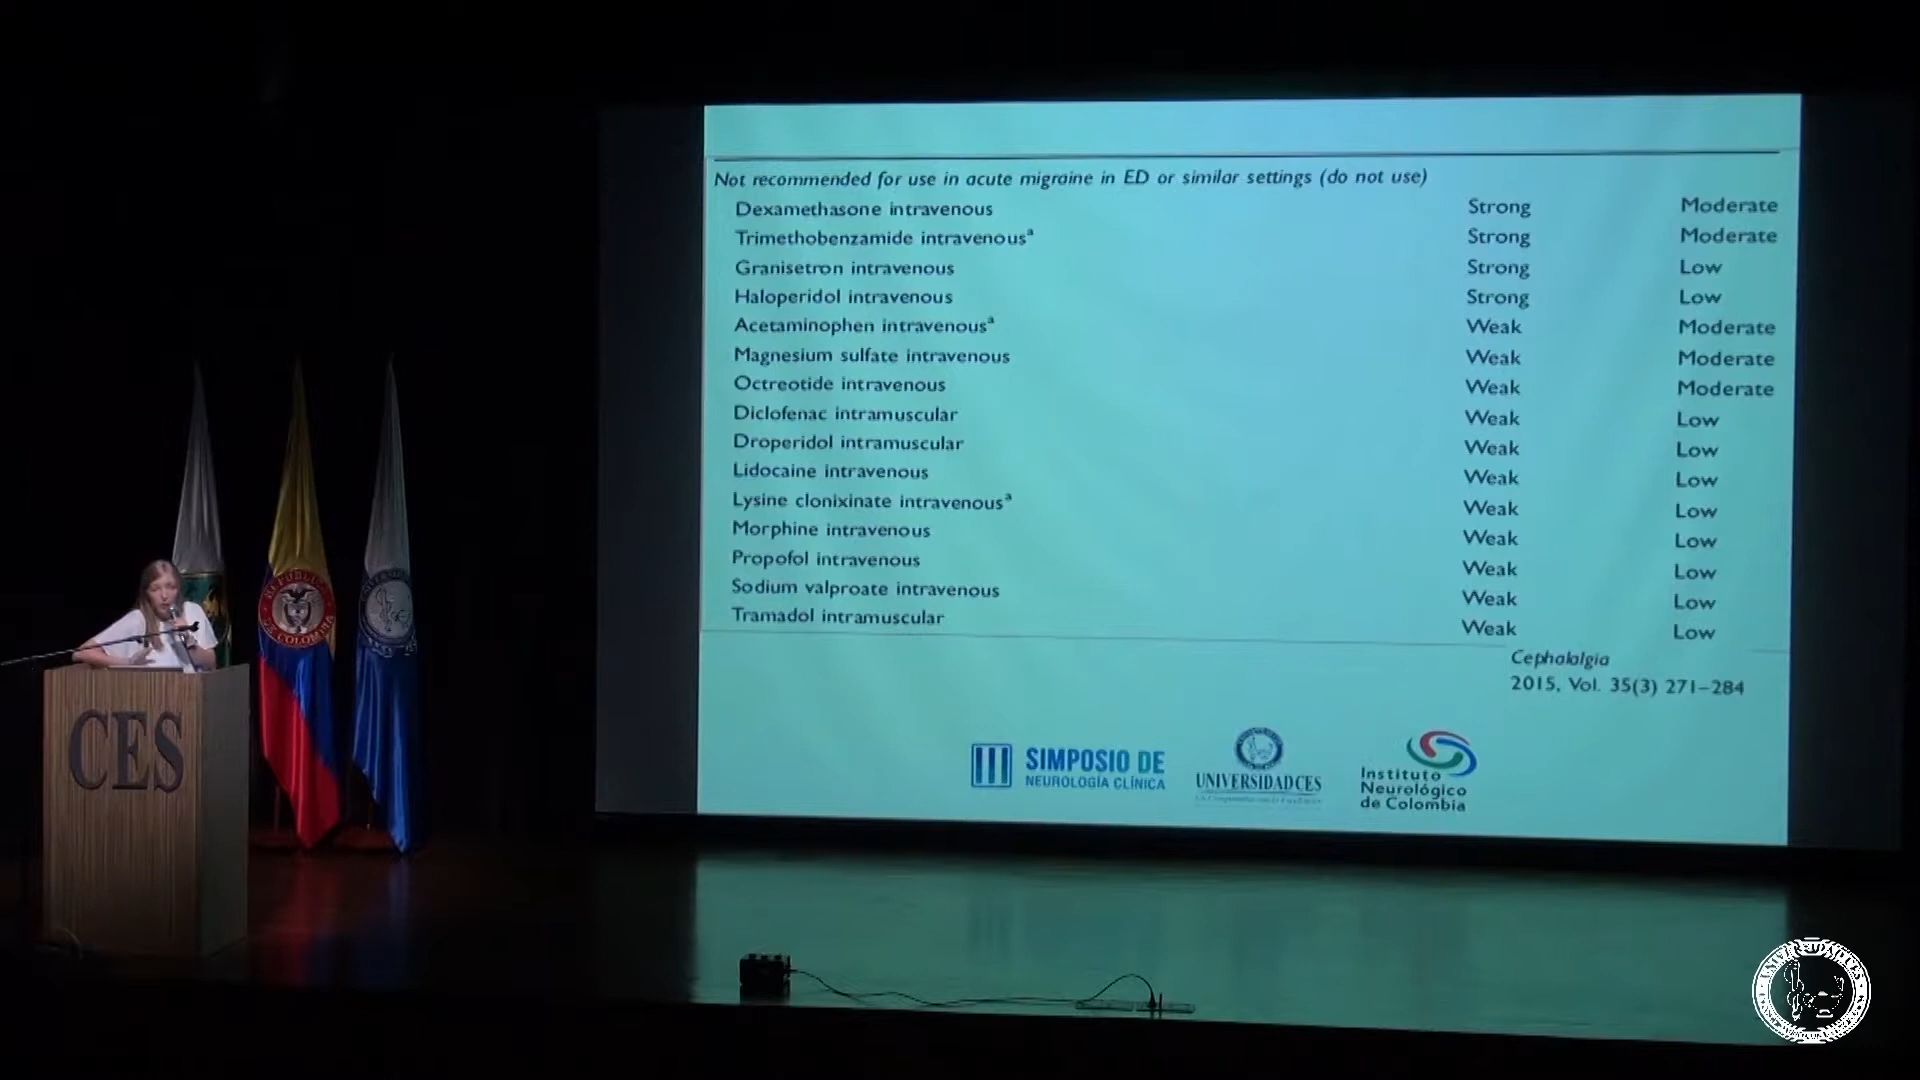 Not recommended for use in acute migraine in ED or similar settings (do not use)
Dexamethasone intravenous Strong Moderate
Trimethobenzamide intravenousª Strong Moderate
Granisetron intravenous Strong Low
Haloperidol intravenous Strong Low
Acetaminophen intravenousª Weak Moderate
Magnesium sulfate intravenous Weak Moderate
Octreotide intravenous Weak Moderate
Diclofenac intramuscular Weak Low
Droperidol intramuscular Weak Low
Lidocaine intravenous Weak Low
Lysine clonixinate intravenousª Weak Low
Morphine intravenous Weak Low
Propofol intravenous Weak Low
Sodium valproate intravenous Weak Low
Tramadol intramuscular Weak Low
Cephalalgia
2015, Vol. 35(3) 271–284
III SIMPOSIO DE
NEUROLOGÍA CLÍNICA
UNIVERSIDAD CES
Instituto
Neurológico
de Colombia
REPÚBLICA
DE COLOMBIA
CES